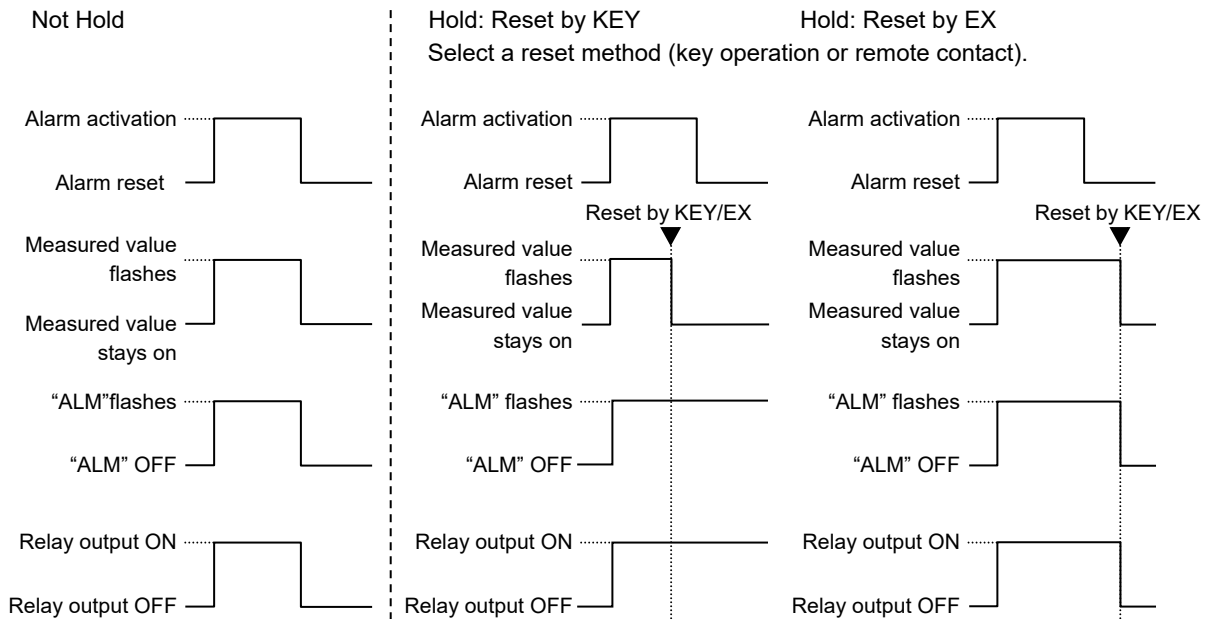 Not Hold
Hold: Reset by KEY
Hold: Reset by EX
Select a reset method (key operation or remote contact).
Alarm activation
Alarm reset
Measured value
flashes
Measured value
stays on
“ALM”flashes
“ALM” OFF
Relay output ON
Relay output OFF
Alarm activation
Alarm reset
Reset by KEY/EX
Measured value
flashes
Measured value
stays on
“ALM” flashes
“ALM” OFF
Relay output ON
Relay output OFF
Alarm activation
Alarm reset
Reset by KEY/EX
Measured value
flashes
Measured value
stays on
“ALM” flashes
“ALM” OFF
Relay output ON
Relay output OFF